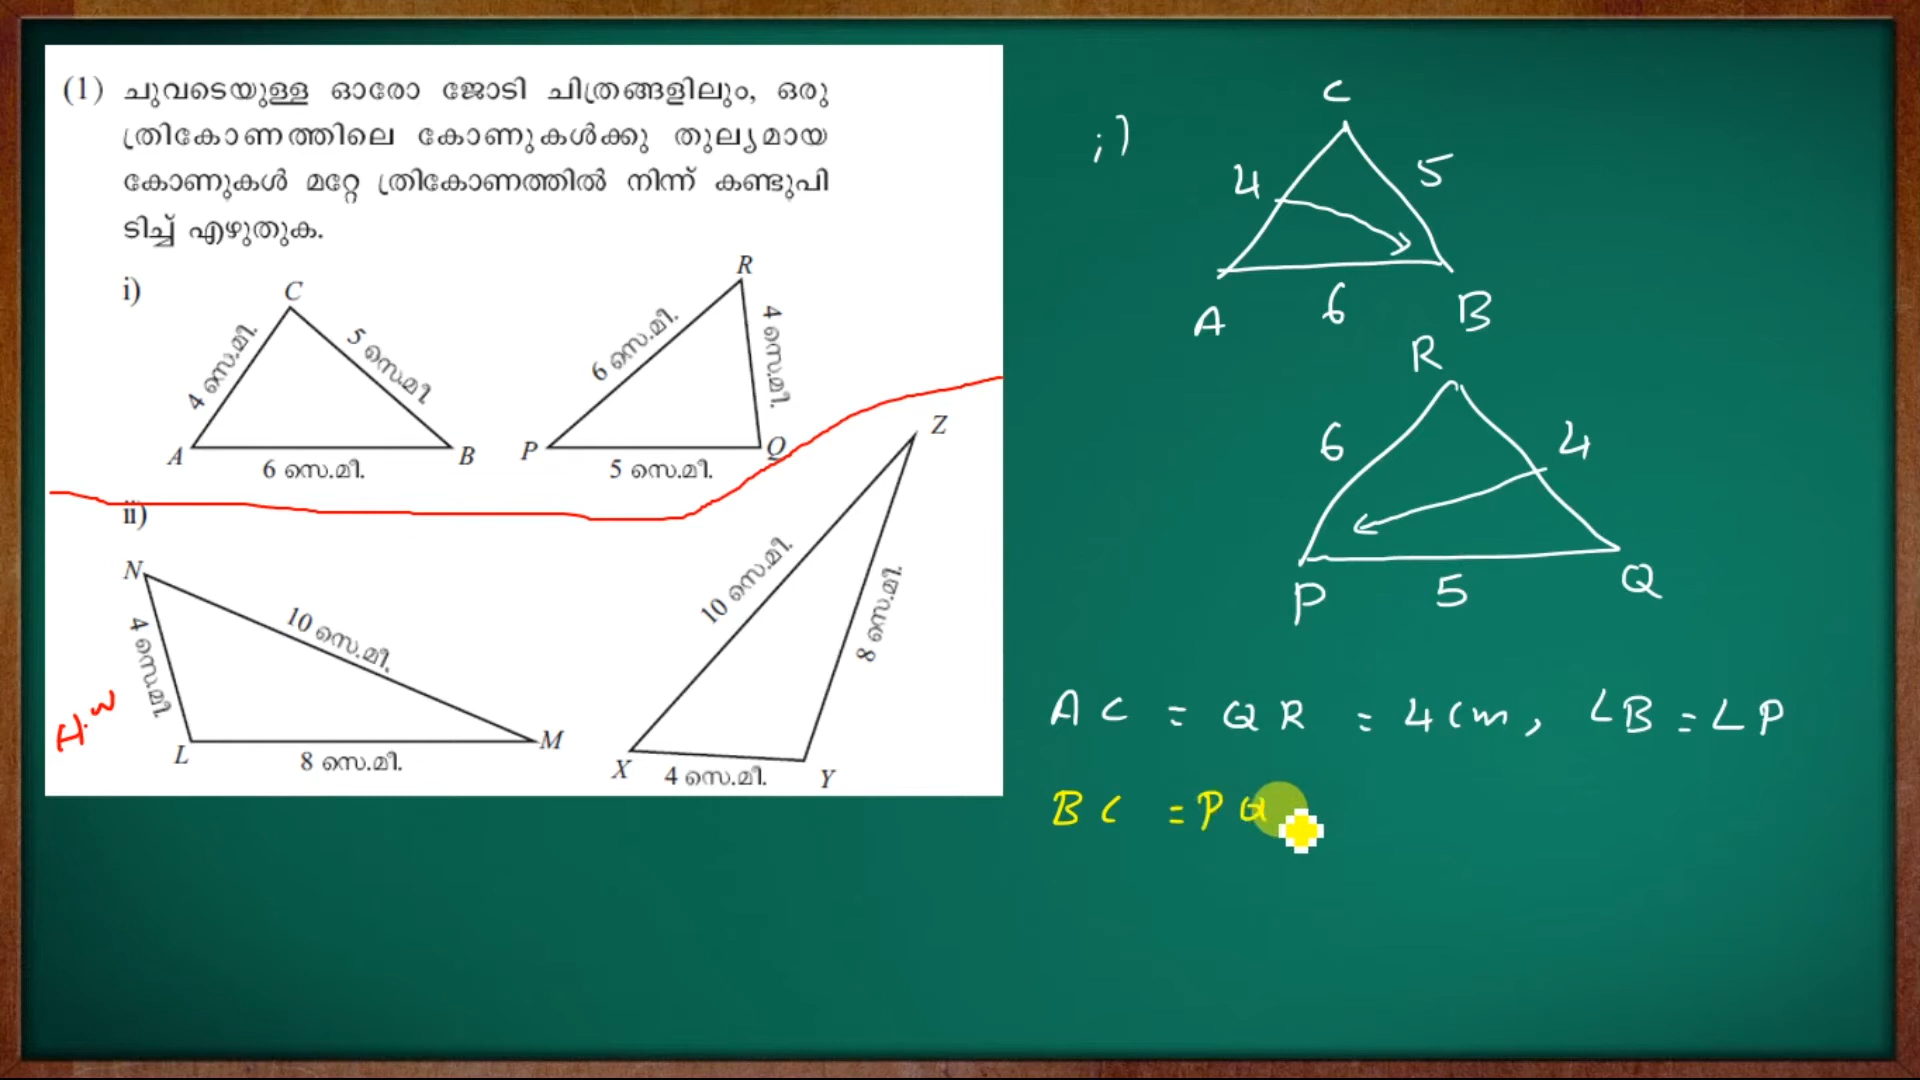 (1) ചുവടെയുള്ള ഓരോ ജോടി ചിത്രങ്ങളിലും, ഒരു
ത്രികോണത്തിലെ കോണുകൾക്കു തുല്യമായ
കോണുകൾ മറ്റേ ത്രികോണത്തിൽ നിന്ന് കണ്ടുപി
ടിച്ച് എഴുതുക.
i)
C
4 സെ.മീ.
5 സെ.മീ.
A
B
6 സെ.മീ.
R
6 സെ.മീ.
4 സെ.മീ.
P
Q
5 സെ.മീ.
ii)
N
10 സെ.മീ.
4 സെ.മീ.
L
M
8 സെ.മീ.
Z
10 സെ.മീ.
8 സെ.മീ.
X
4 സെ.മീ.
Y
H.W
i)
C
4
5
A
6
B
R
6
4
P
5
Q
AC = QR = 4cm, ∠B = ∠P
BC = PQ